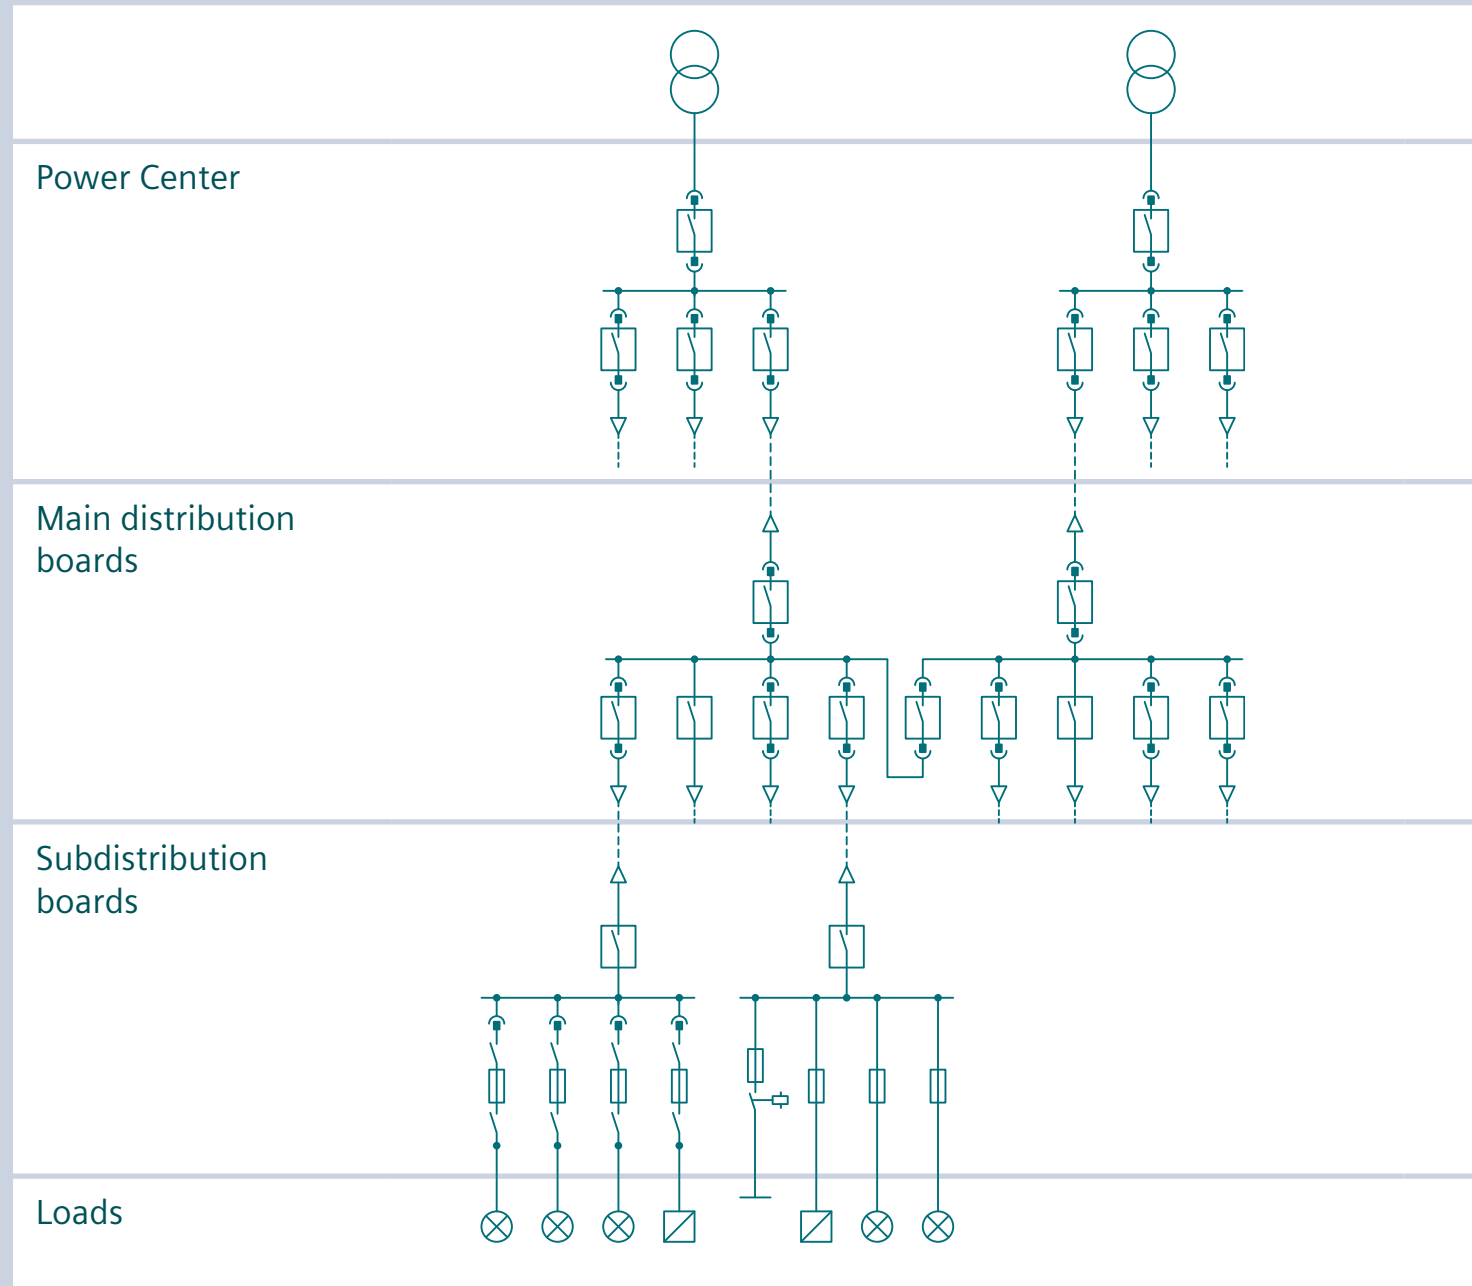 Power Center
Main distribution
boards
Subdistribution
boards
Loads